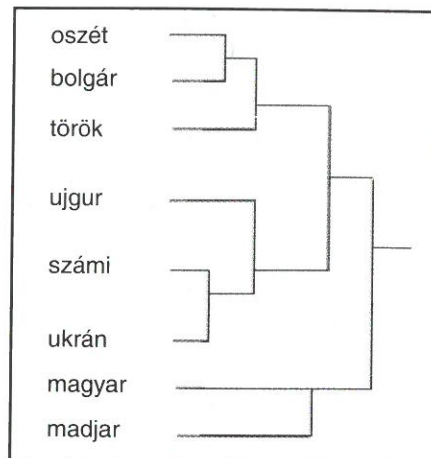 oszét
bolgár
török
ujgur
számi
ukrán
magyar
madjar